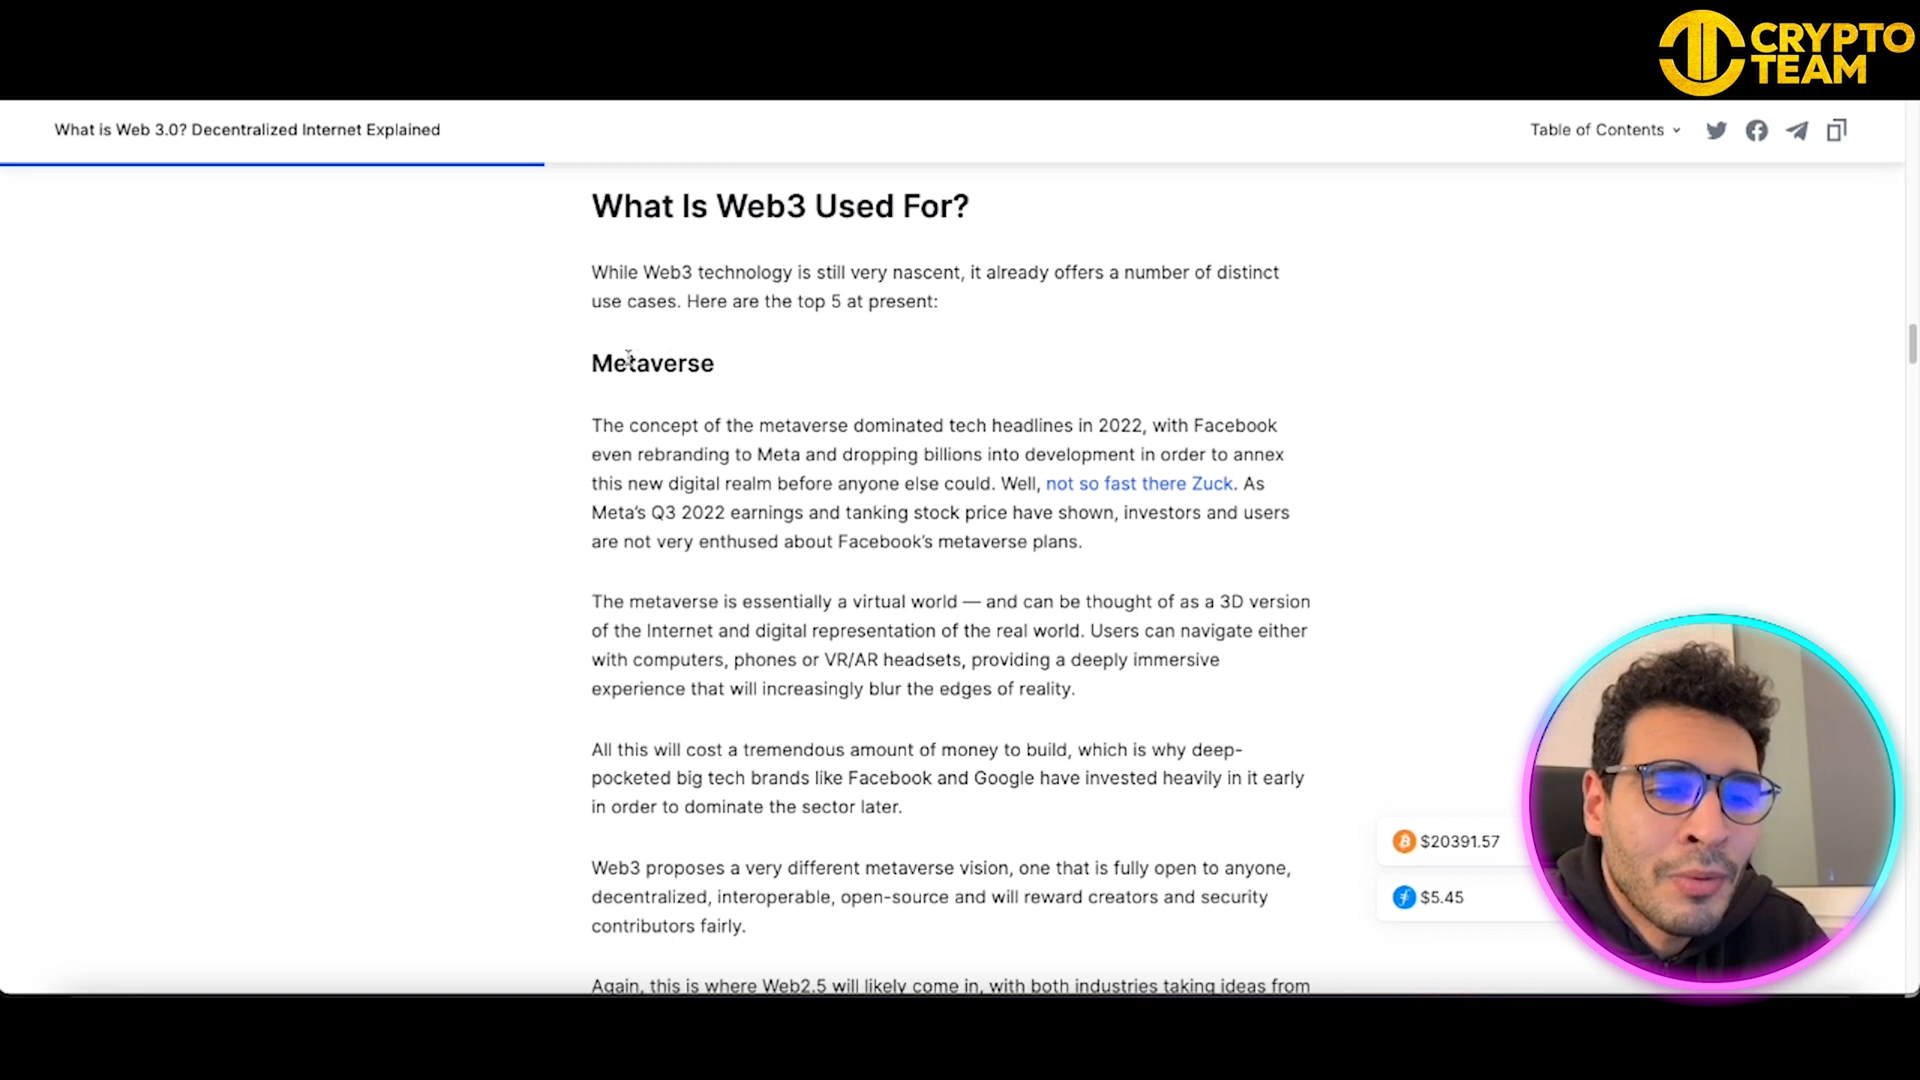 CRYPTO
TEAM
What is Web 3.0? Decentralized Internet Explained
Table of Contents
What Is Web3 Used For?
While Web3 technology is still very nascent, it already offers a number of distinct
use cases. Here are the top 5 at present:
Metaverse
The concept of the metaverse dominated tech headlines in 2022, with Facebook
even rebranding to Meta and dropping billions into development in order to annex
this new digital realm before anyone else could. Well, not so fast there Zuck. As
Meta’s Q3 2022 earnings and tanking stock price have shown, investors and users
are not very enthused about Facebook’s metaverse plans.
The metaverse is essentially a virtual world — and can be thought of as a 3D version
of the Internet and digital representation of the real world. Users can navigate either
with computers, phones or VR/AR headsets, providing a deeply immersive
experience that will increasingly blur the edges of reality.
All this will cost a tremendous amount of money to build, which is why deep-
pocketed big tech brands like Facebook and Google have invested heavily in it early
in order to dominate the sector later.
Web3 proposes a very different metaverse vision, one that is fully open to anyone,
decentralized, interoperable, open-source and will reward creators and security
contributors fairly.
Again, this is where Web2.5 will likely come in, with both industries taking ideas from
$20391.57
$5.45